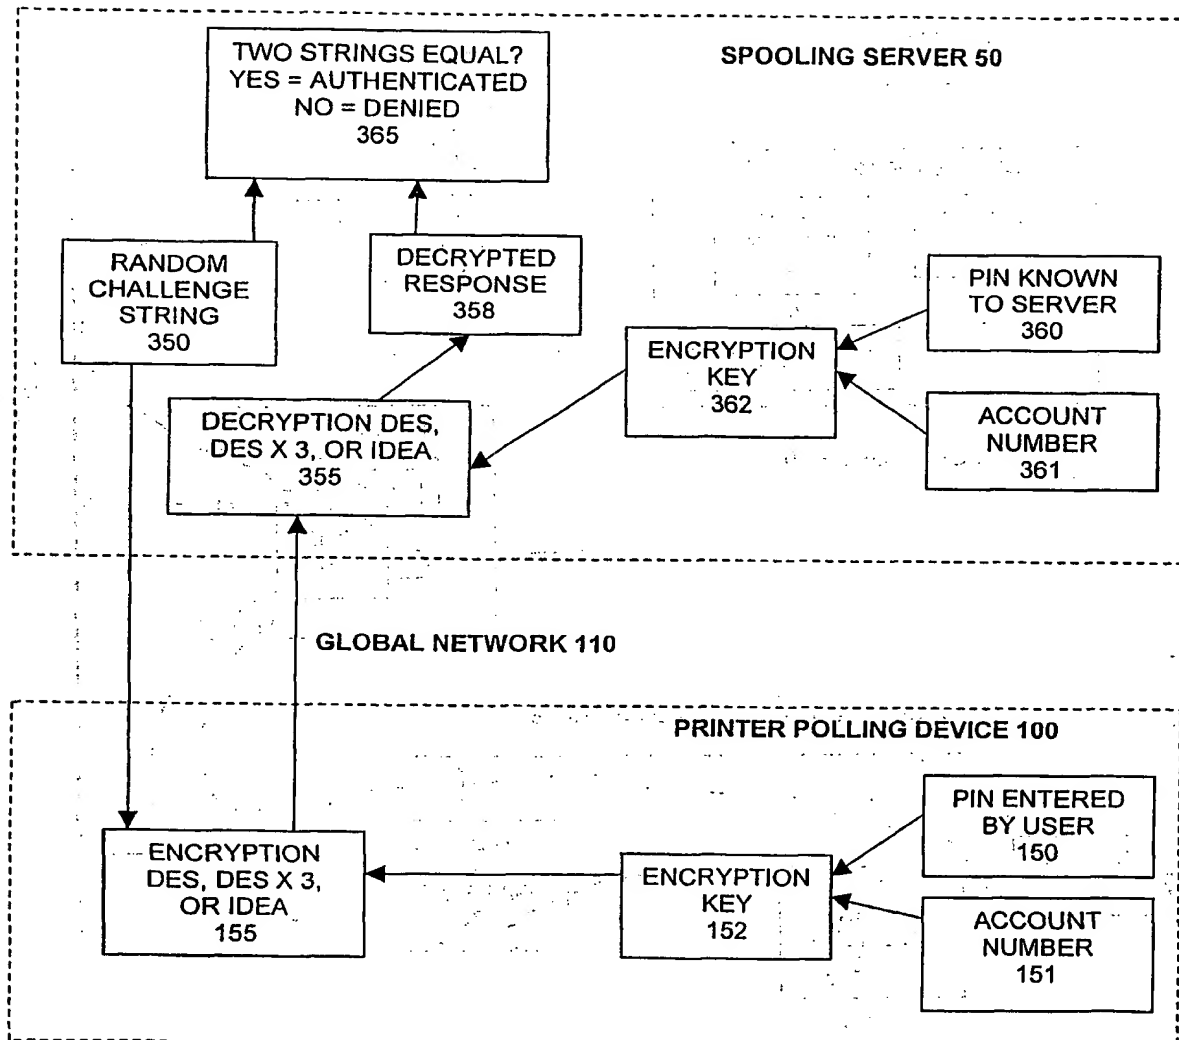 TWO STRINGS EQUAL?
YES = AUTHENTICATED
NO = DENIED
365
SPOOLING SERVER 50
RANDOM
CHALLENGE
STRING
350
DECRYPTED
RESPONSE
358
PIN KNOWN
TO SERVER
360
ENCRYPTION
KEY
362
ACCOUNT
NUMBER
361
DECRYPTION DES,
DES X 3, OR IDEA
355
GLOBAL NETWORK 110
PRINTER POLLING DEVICE 100
PIN ENTERED
BY USER
150
ENCRYPTION
DES, DES X 3,
OR IDEA
155
ENCRYPTION
KEY
152
ACCOUNT
NUMBER
151